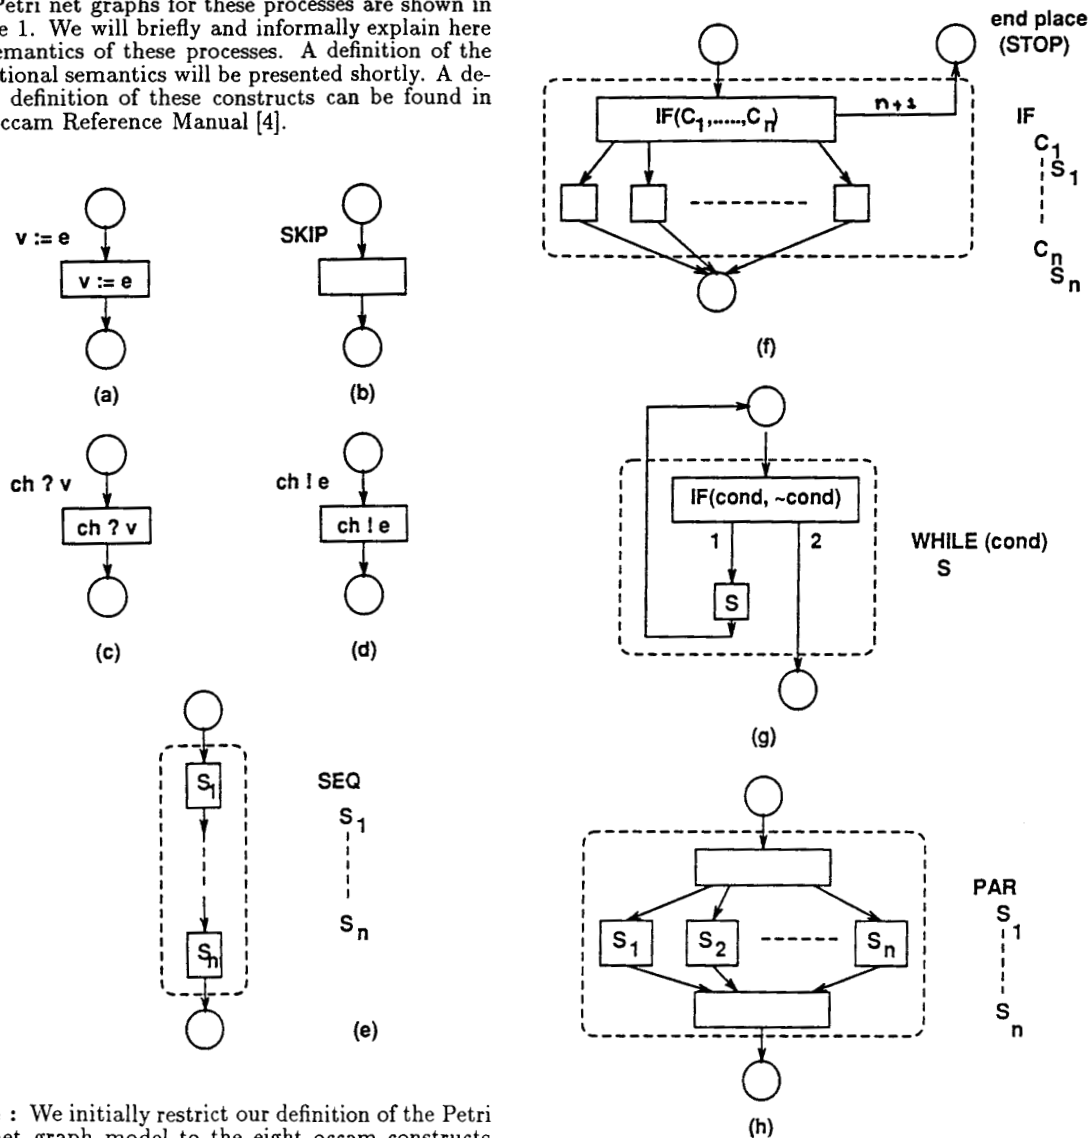 Petri net graphs for these processes are shown in
e 1. We will briefly and informally explain here
emantics of these processes. A definition of the
tional semantics will be presented shortly. A de-
definition of these constructs can be found in
ccam Reference Manual [4].
v := e
v := e
(a)
SKIP
(b)
ch ? v
ch ? v
(c)
ch ! e
ch ! e
(d)
S1
Sn
SEQ
S1
Sn
(e)
: We initially restrict our definition of the Petri
net graph model to the eight occam constructs
end place
(STOP)
IF(C1,......,Cn)
n+1
IF
C1
S1
Cn
Sn
(f)
IF(cond, ~cond)
1 2
S
WHILE (cond)
S
(g)
S1 S2 Sn
PAR
S1
Sn
(h)